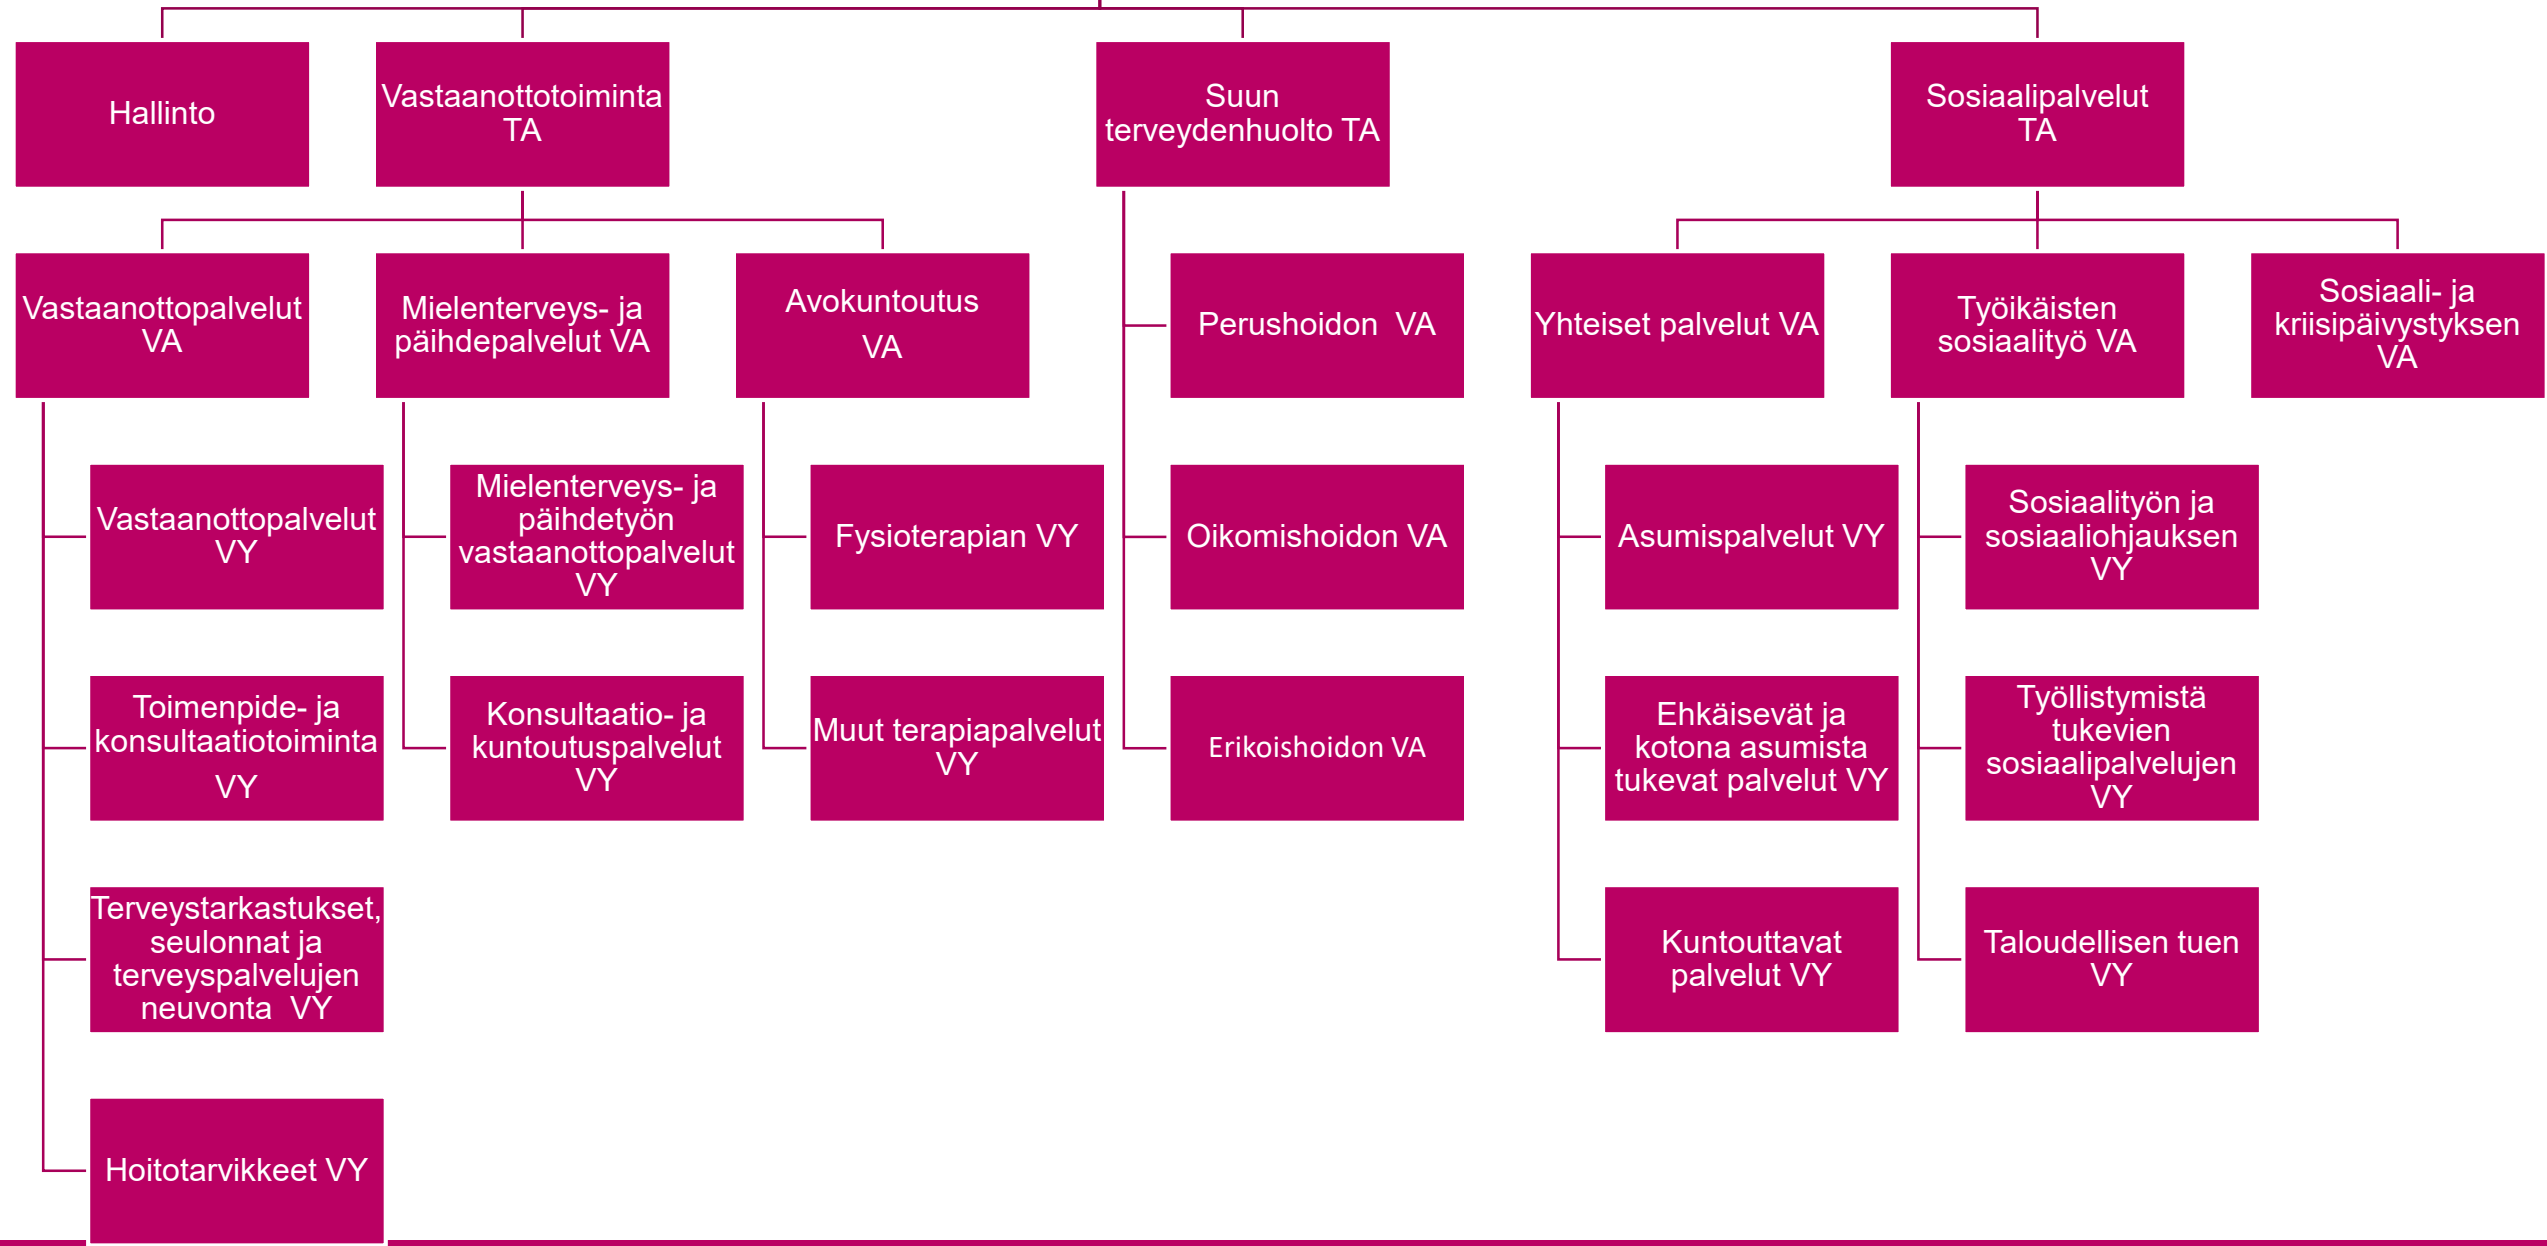 Hallinto
Vastaanottotoiminta
TA
Suun
terveydenhuolto TA
Sosiaalipalvelut
TA
Vastaanottopalvelut
VA
Mielenterveys- ja
päihdepalvelut VA
Avokuntoutus
VA
Perushoidon  VA
Yhteiset palvelut VA
Työikäisten
sosiaalityö VA
Sosiaali- ja
kriisipäivystyksen
VA
Vastaanottopalvelut
VY
Mielenterveys- ja
päihdetyön
vastaanottopalvelut
VY
Fysioterapian VY
Oikomishoidon VA
Asumispalvelut VY
Sosiaalityön ja
sosiaaliohjauksen
VY
Toimenpide- ja
konsultaatiotoiminta
VY
Konsultaatio- ja
kuntoutuspalvelut
VY
Muut terapiapalvelut
VY
Erikoishoidon VA
Ehkäisevät ja
kotona asumista
tukevat palvelut VY
Työllistymistä
tukevien
sosiaalipalvelujen
VY
Terveystarkastukset,
seulonnat ja
terveyspalvelujen
neuvonta  VY
Kuntouttavat
palvelut VY
Taloudellisen tuen
VY
Hoitotarvikkeet VY